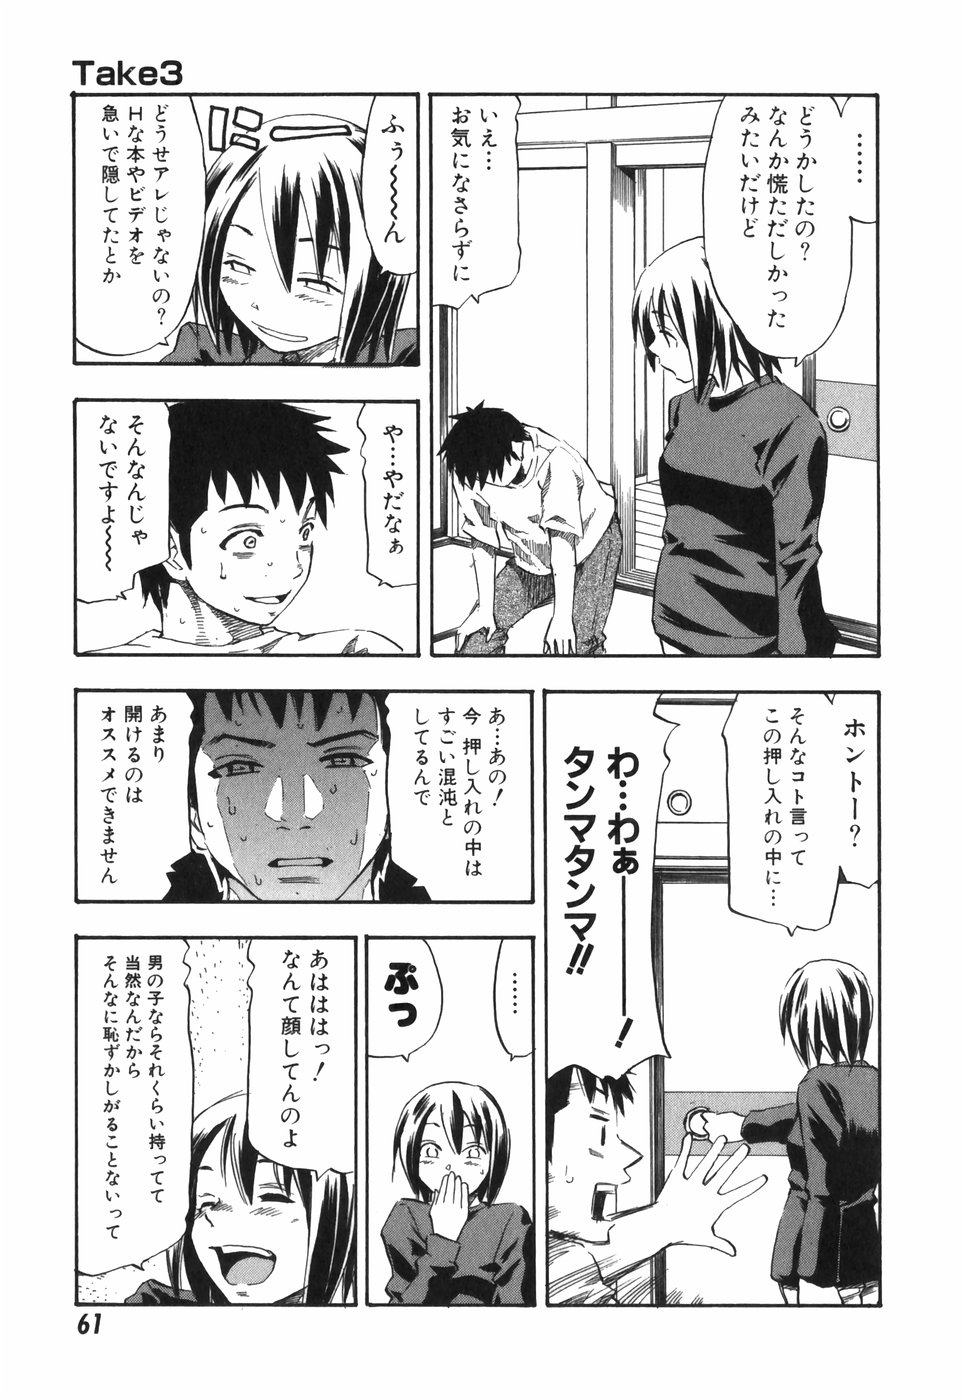 Take3
……
どうかしたの？
なんか慌ただしかった
みたいだけど
いえ…
お気になさらずに
ふぅ〜〜〜ん
じー
どうせアレじゃないの？
Hな本やビデオを
急いで隠してたとか
や…やだなぁ
そんなんじゃ
ないですよ〜〜〜
ホントー？
そんなコト言って
この押し入れの中に…
わ…わぁ――――！
タンマタンマ!!
あ…あの！
今 押し入れの中は
すごい混沌と
してるんで
あまり
開けるのは
オススメできません
……
ぷっ
あはははっ！
なんて顔してんのよ
男の子ならそれくらい持ってて
当然なんだから
そんなに恥ずかしがることないって
61